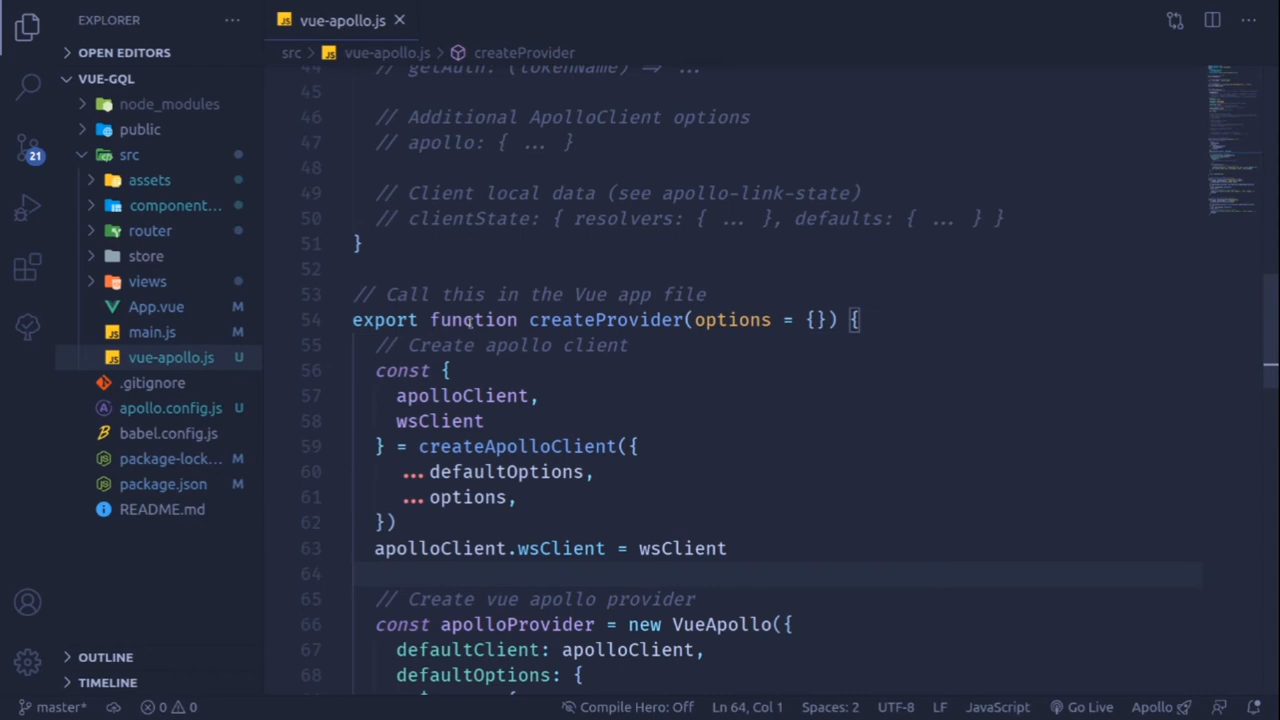 EXPLORER
OPEN EDITORS
VUE-GQL
node_modules
public
src
assets
component...
router
store
views
App.vue M
main.js M
vue-apollo.js U
.gitignore
apollo.config.js U
babel.config.js
package-lock... M
package.json M
README.md
OUTLINE
TIMELINE
21
vue-apollo.js
src > vue-apollo.js > createProvider
44 // getAuth: (tokenName) => ...
45
46 // Additional ApolloClient options
47 // apollo: { ... }
48
49 // Client local data (see apollo-link-state)
50 // clientState: { resolvers: { ... }, defaults: { ... } }
51 }
52
53 // Call this in the Vue app file
54 export function createProvider(options = {}) {
55 // Create apollo client
56 const {
57 apolloClient,
58 wsClient
59 } = createApolloClient({
60 ...defaultOptions,
61 ...options,
62 })
63 apolloClient.wsClient = wsClient
64
65 // Create vue apollo provider
66 const apolloProvider = new VueApollo({
67 defaultClient: apolloClient,
68 defaultOptions: {
master* 0 0 Compile Hero: Off Ln 64, Col 1 Spaces: 2 UTF-8 LF JavaScript Go Live Apollo